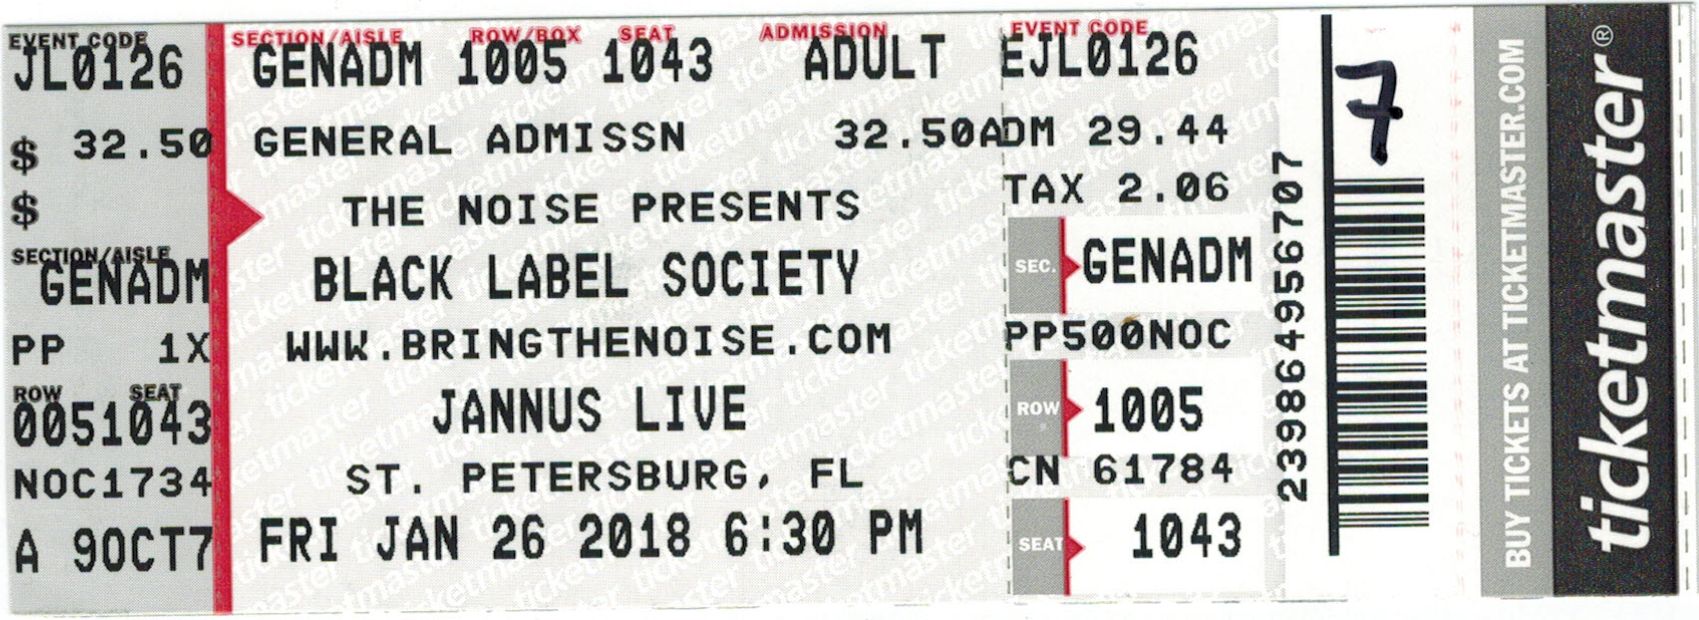 EVENT CODE
JL0126
$ 32.50
$
SECTION/AISLE
GENADM
PP 1X
ROW SEAT
0051043
NOC1734
A 9OCT7
SECTION/AISLE ROW/BOX SEAT ADMISSION
GENADM 1005 1043 ADULT
GENERAL ADMISSN 32.50
THE NOISE PRESENTS
BLACK LABEL SOCIETY
WWW.BRINGTHENOISE.COM
JANNUS LIVE
ST. PETERSBURG, FL
FRI JAN 26 2018 6:30 PM
EVENT CODE
EJL0126
ADM 29.44
TAX 2.06
SEC. GENADM
PP500NOC
ROW 1005
CN 61784
SEAT 1043
239864956707
7
BUY TICKETS AT TICKETMASTER.COM
ticketmaster®